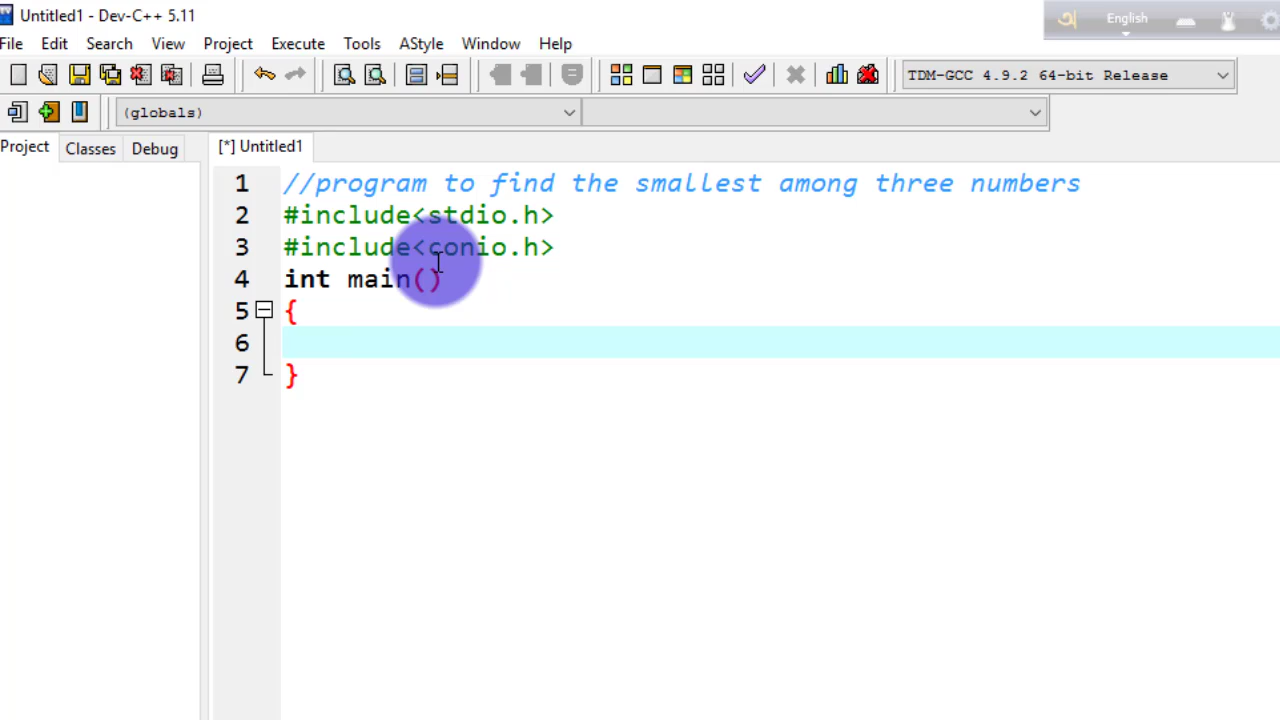 Untitled1 - Dev-C++ 5.11
English
File Edit Search View Project Execute Tools AStyle Window Help
TDM-GCC 4.9.2 64-bit Release
(globals)
Project Classes Debug
[*] Untitled1
1 //program to find the smallest among three numbers
2 #include<stdio.h>
3 #include<conio.h>
4 int main()
5 {
6
7 }